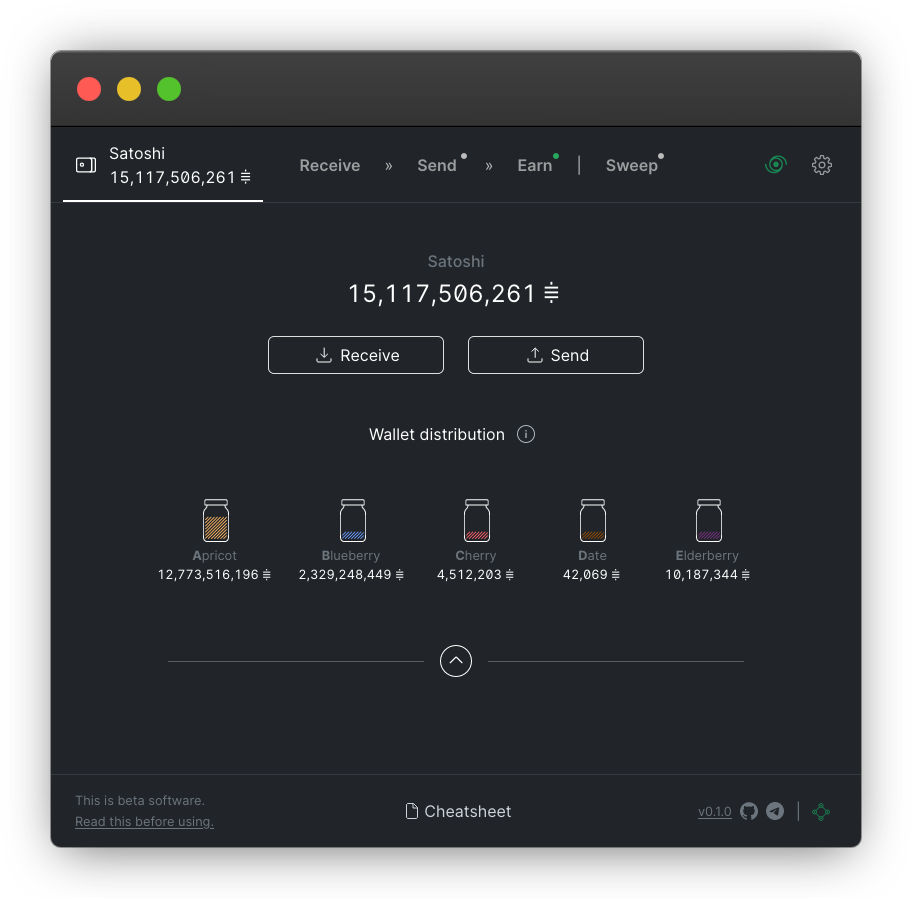 Satoshi
15,117,506,261
Receive » Send » Earn | Sweep
Satoshi
15,117,506,261
Receive
Send
Wallet distribution
Apricot
12,773,516,196
Blueberry
2,329,248,449
Cherry
4,512,203
Date
42,069
Elderberry
10,187,344
This is beta software.
Read this before using.
Cheatsheet
v0.1.0